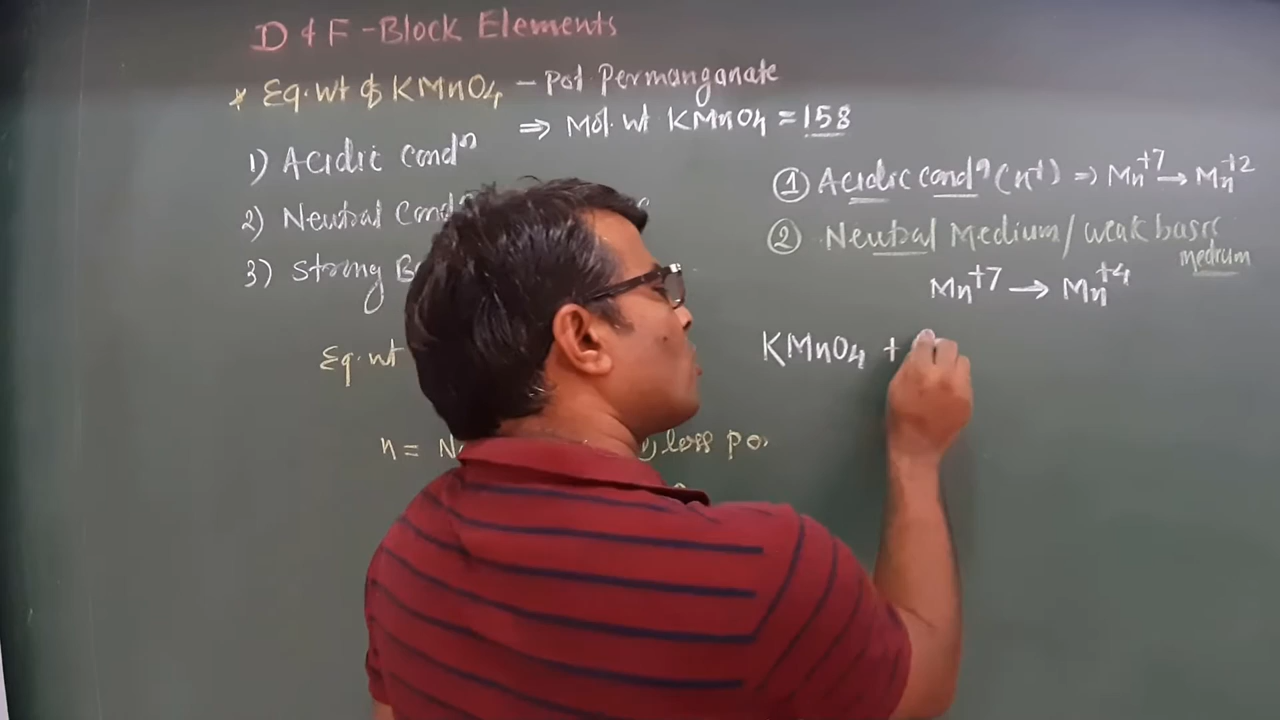 D & F-Block Elements
* Eq.wt of KMnO4 - Pot. Permanganate
⇒ Mol. wt KMnO4 = 158
1) Acidic Condn
2) Neutral Cond
3) Strong B
Eq. wt
n = N loss po
① Acidic condn (H+) ⇒ Mn+7 → Mn+2
② Neutral Medium/ weak basic medium
Mn+7 → Mn+4
KMnO4 +